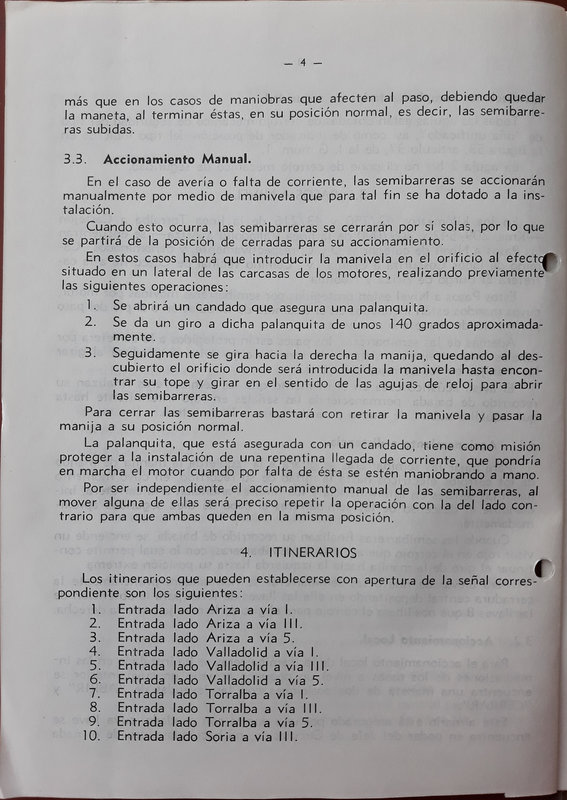 — 4 —
más que en los casos de maniobras que afecten al paso, debiendo quedar
la maneta, al terminar éstas, en su posición normal, es decir, las semibarre-
ras subidas.
3.3. Accionamiento Manual.
En el caso de avería o falta de corriente, las semibarreras se accionarán
manualmente por medio de manivela que para tal fin se ha dotado a la ins-
talación.
Cuando esto ocurra, las semibarreras se cerrarán por sí solas, por lo que
se partirá de la posición de cerradas para su accionamiento.
En estos casos habrá que introducir la manivela en el orificio al efecto
situado en un lateral de las carcasas de los motores, realizando previamente
las siguientes operaciones:
1. Se abrirá un candado que asegura una palanquita.
2. Se da un giro a dicha palanquita de unos 140 grados aproximada-
mente.
3. Seguidamente se gira hacia la derecha la manija, quedando al des-
cubierto el orificio donde será introducida la manivela hasta encon-
trar su tope y girar en el sentido de las agujas de reloj para abrir
las semibarreras.
Para cerrar las semibarreras bastará con retirar la manivela y pasar la
manija a su posición normal.
La palanquita, que está asegurada con un candado, tiene como misión
proteger a la instalación de una repentina llegada de corriente, que pondría
en marcha el motor cuando por falta de ésta se estén maniobrando a mano.
Por ser independiente el accionamiento manual de las semibarreras, al
mover alguna de ellas será preciso repetir la operación con la del lado con-
trario para que ambas queden en la misma posición.
4. ITINERARIOS
Los itinerarios que pueden establecerse con apertura de la señal corres-
pondiente son los siguientes:
1. Entrada lado Ariza a vía I.
2. Entrada lado Ariza a vía III.
3. Entrada lado Ariza a vía 5.
4. Entrada lado Valladolid a vía I.
5. Entrada lado Valladolid a vía III.
6. Entrada lado Valladolid a vía 5.
7. Entrada lado Torralba a vía I.
8. Entrada lado Torralba a vía III.
9. Entrada lado Torralba a vía 5.
10. Entrada lado Soria a vía III.